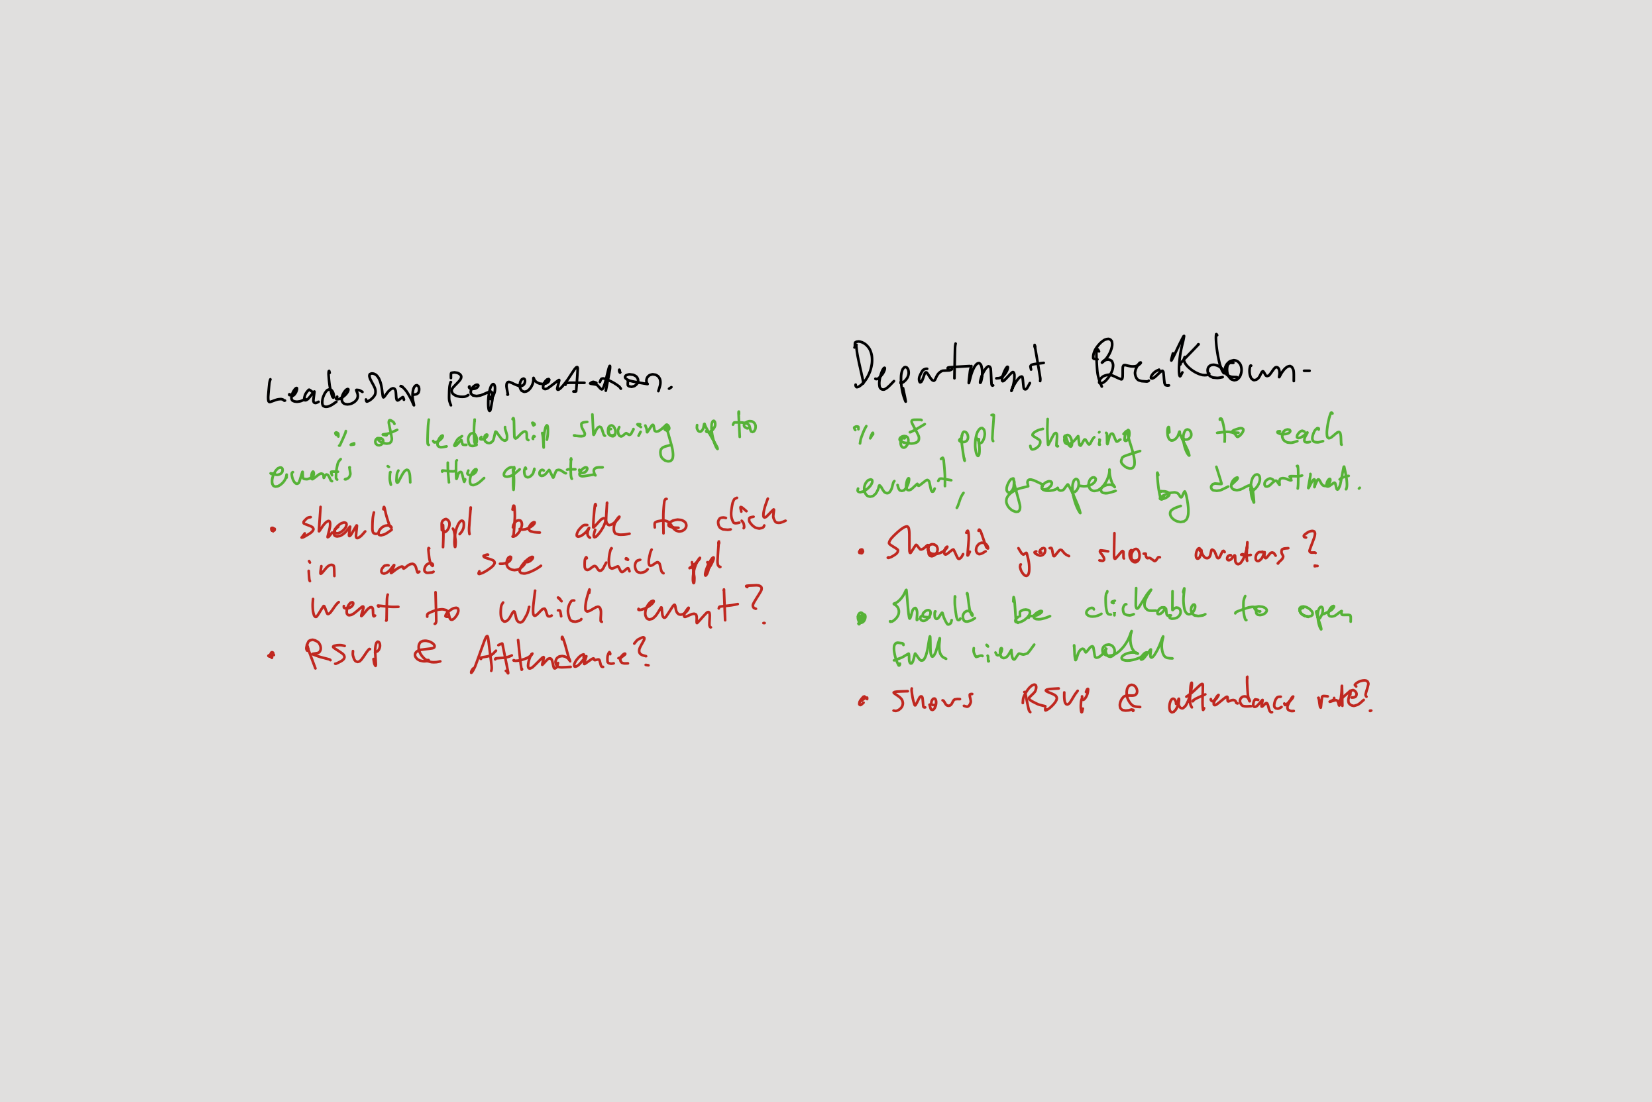 Leadership Representation.
% of leadership showing up to
events in the quarter
• should ppl be able to click
in and see which ppl
went to which event?
• RSVP & Attendance?
Department Breakdown-
% of ppl showing up to each
event, grouped by department.
• Should you show avatars?
• Should be clickable to open
full view modal
• shows RSVP & attendance rate?